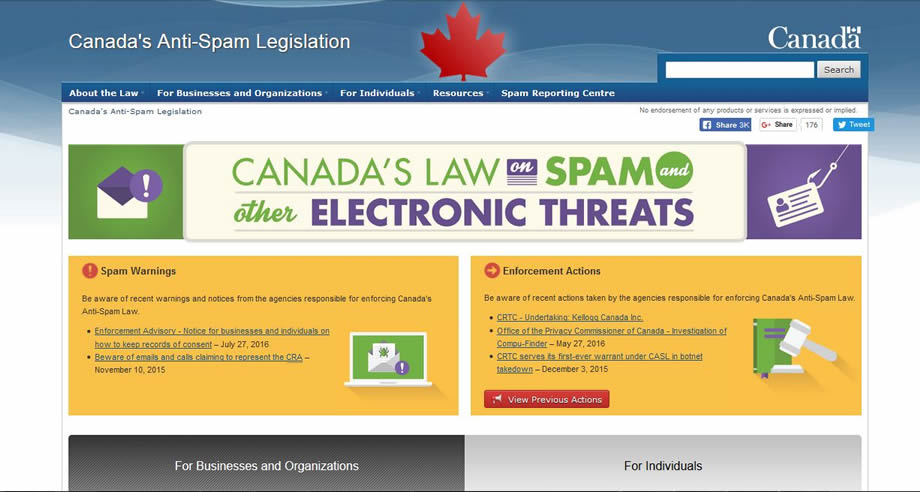 Canada's Anti-Spam Legislation
Canada
Search
About the Law
For Businesses and Organizations
For Individuals
Resources
Spam Reporting Centre
Canada's Anti-Spam Legislation
No endorsement of any products or services is expressed or implied.
Share 3K
G+ Share
176
Tweet
CANADA'S LAW on SPAM and
other ELECTRONIC THREATS
Spam Warnings
Be aware of recent warnings and notices from the agencies responsible for enforcing Canada's
Anti-Spam Law.
Enforcement Advisory - Notice for businesses and individuals on
how to keep records of consent – July 27, 2016
Beware of emails and calls claiming to represent the CRA –
November 10, 2015
Enforcement Actions
Be aware of recent actions taken by the agencies responsible for enforcing Canada's Anti-Spam Law.
CRTC - Undertaking: Kellogg Canada Inc.
Office of the Privacy Commissioner of Canada - Investigation of
Compu-Finder – May 27, 2016
CRTC serves its first-ever warrant under CASL in botnet
takedown – December 3, 2015
View Previous Actions
For Businesses and Organizations
For Individuals